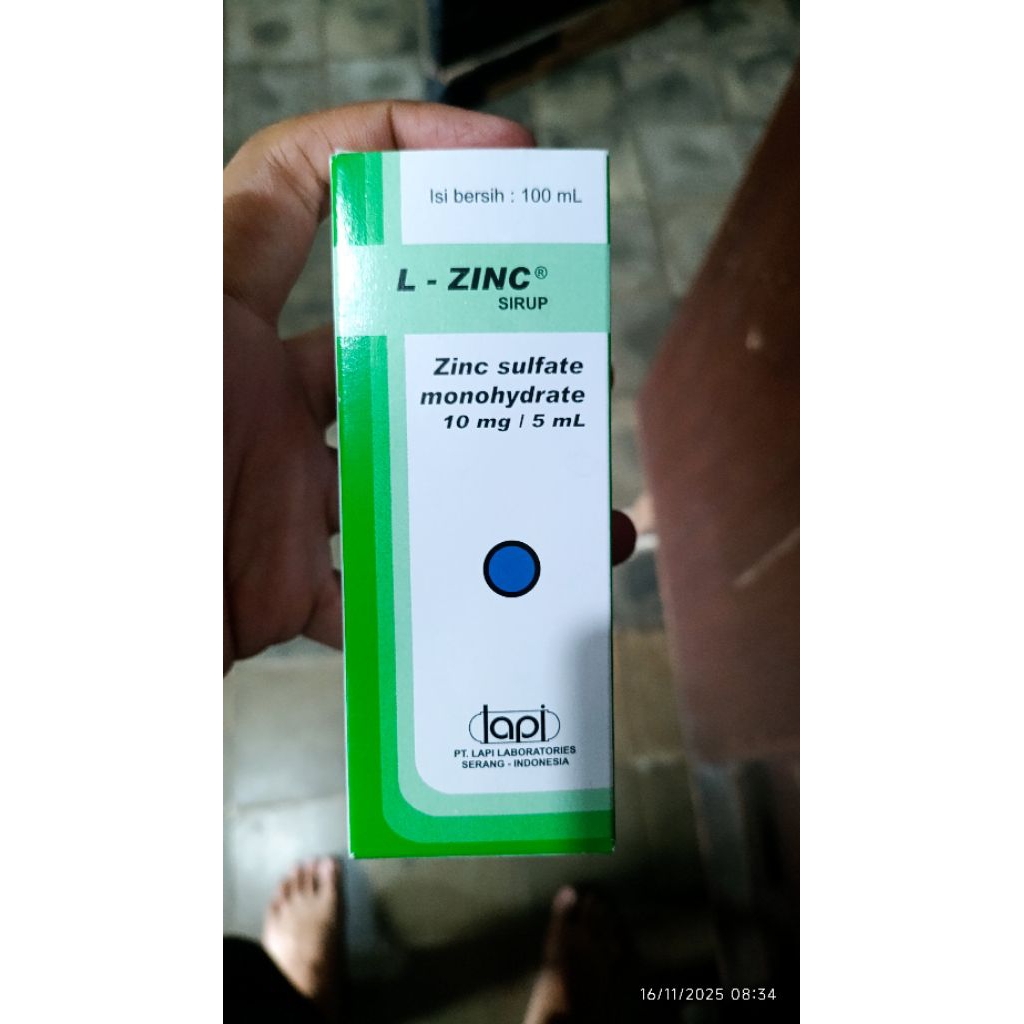 Isi bersih : 100 mL
L - ZINC®
SIRUP
Zinc sulfate
monohydrate
10 mg / 5 mL
lapi
PT. LAPI LABORATORIES
SERANG - INDONESIA
16/11/2025 08:34